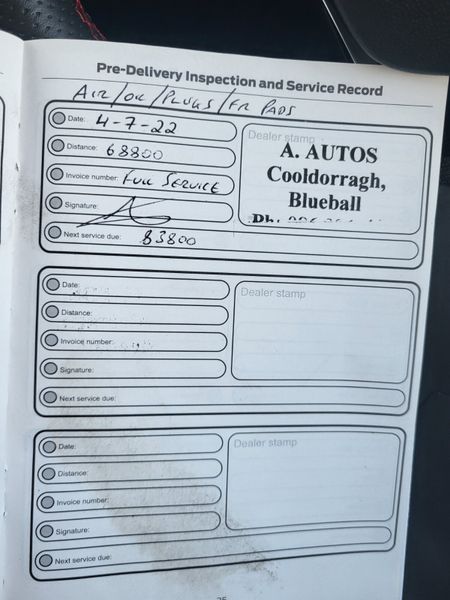 Pre-Delivery Inspection and Service Record
AIR/OIL/PLUGS/FR PADS
Date: 4-7-22
Distance: 68800
Invoice number: FULL SERVICE
Signature:
Next service due: 83800
Dealer stamp
A. AUTOS
Cooldorragh,
Blueball
Date:
Distance:
Invoice number:
Signature:
Next service due:
Dealer stamp
Date:
Distance:
Invoice number:
Signature:
Next service due:
Dealer stamp